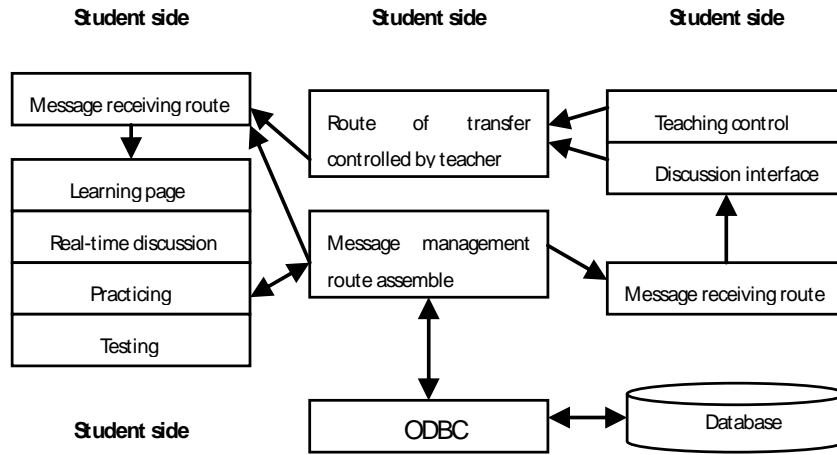 Student side
Student side
Student side
Message receiving route
Route of transfer
controlled by teacher
Teaching control
Discussion interface
Learning page
Real-time discussion
Practicing
Testing
Message management
route assemble
Message receiving route
Student side
ODBC
Database